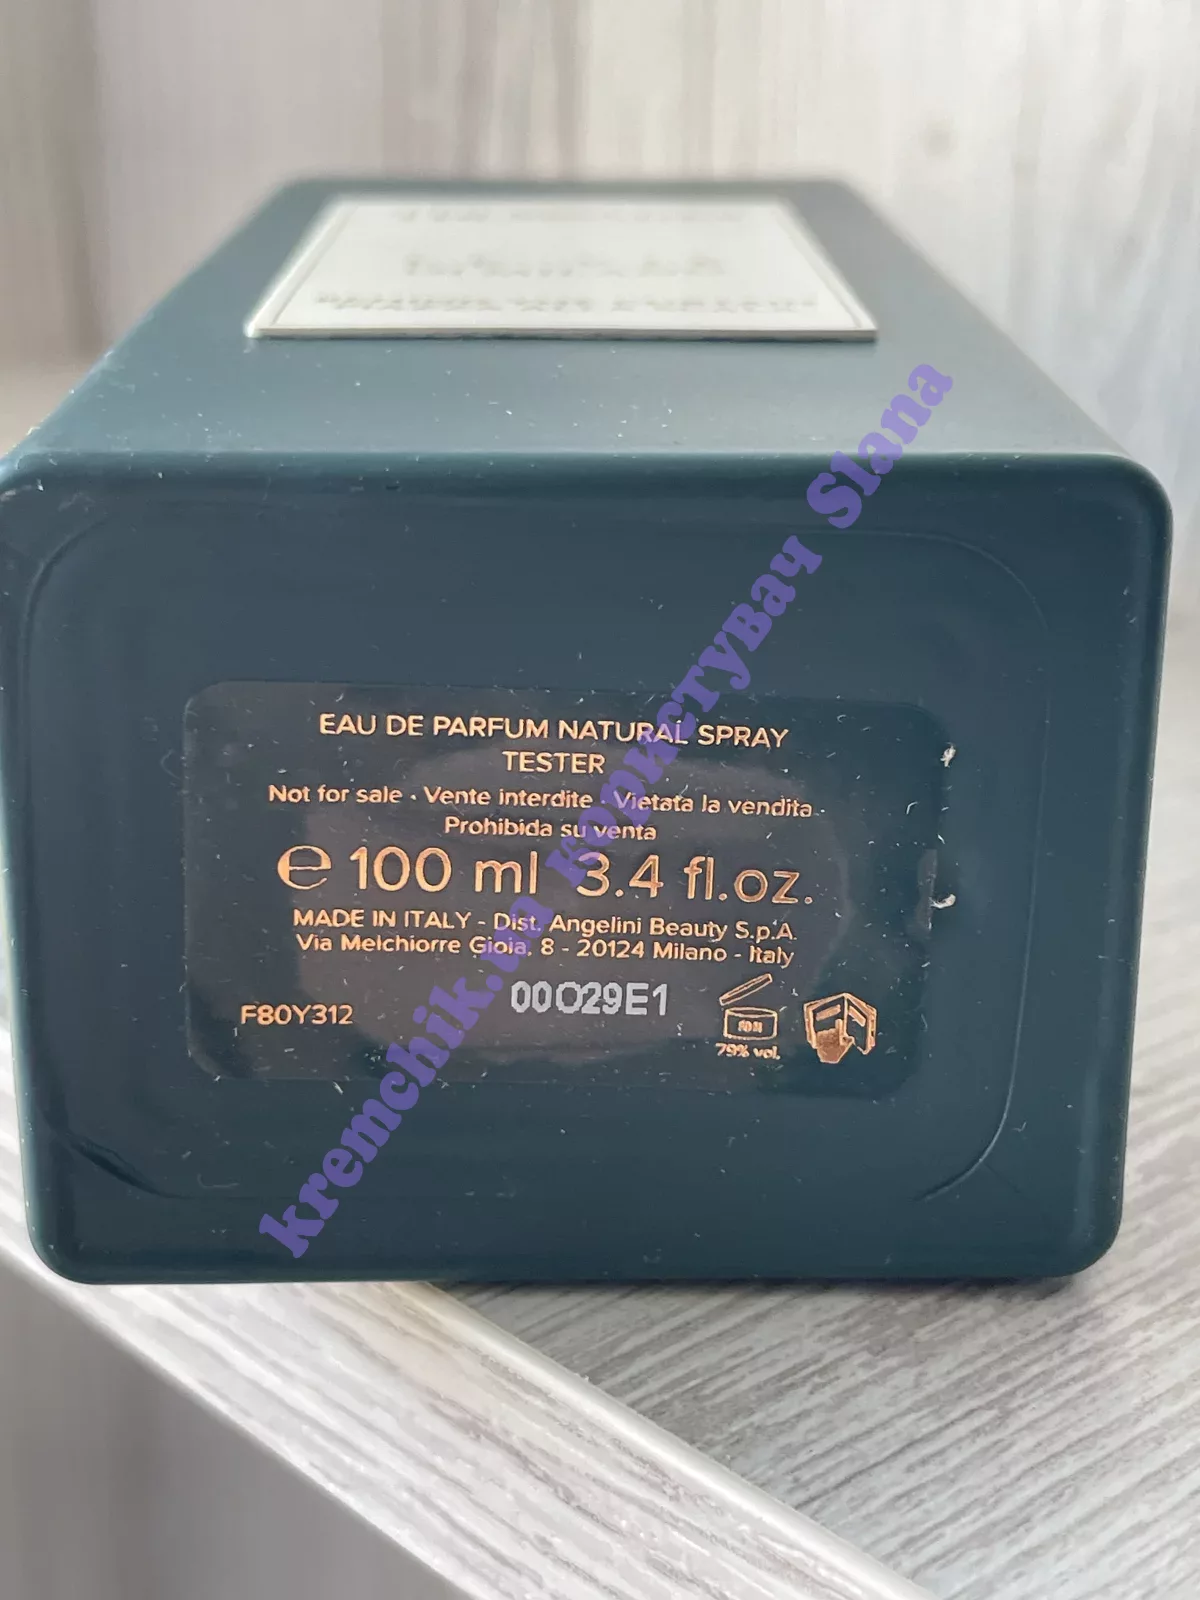 EAU DE PARFUM NATURAL SPRAY
TESTER
Not for sale • Vente interdite • Vietata la vendita •
Prohibida su venta
℮ 100 ml 3.4 fl.oz.
MADE IN ITALY - Dist. Angelini Beauty S.p.A.
Via Melchiorre Gioia, 8 - 20124 Milano - Italy
00O29E1
F80Y312
79% vol.
kremchik.ua користувач Slana